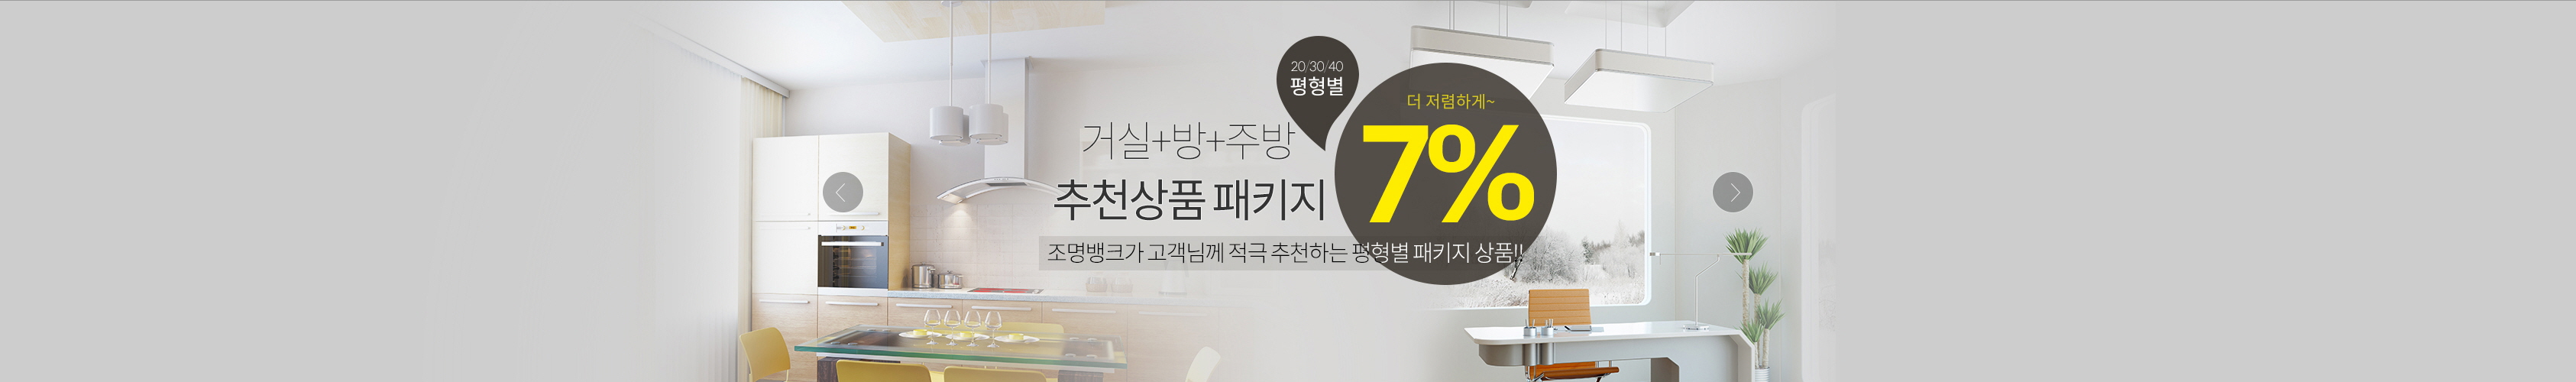 20/30/40
평형별
더 저렴하게~
7%
거실+방+주방
추천상품 패키지
조명뱅크가 고객님께 적극 추천하는 평형별 패키지 상품!!